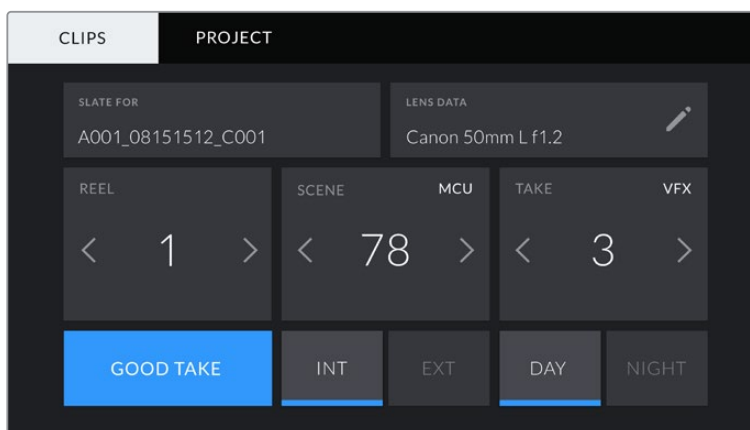 CLIPS PROJECT
SLATE FOR
A001_08151512_C001
LENS DATA
Canon 50mm L f1.2
REEL
1
SCENE MCU
78
TAKE VFX
3
GOOD TAKE
INT
EXT
DAY
NIGHT